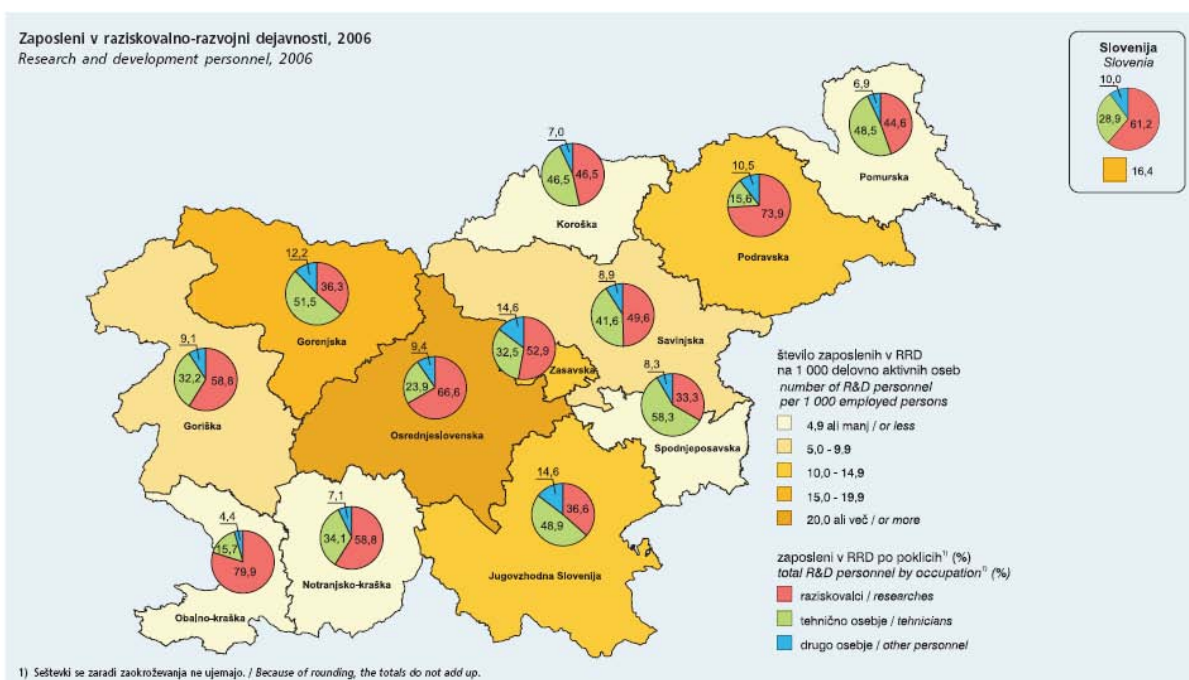 Zaposleni v raziskovalno-razvojni dejavnosti, 2006
Research and development personnel, 2006
Slovenija
Slovenia
10,0
28,9
61,2
16,4
6,9
48,5
44,6
Pomurska
7,0
46,5
46,5
Koroška
10,5
15,6
73,9
Podravska
12,2
51,5
36,3
Gorenjska
8,9
41,6
49,6
Savinjska
14,6
32,5
52,9
Zasavska
9,1
32,2
58,8
Goriška
9,4
23,9
66,6
Osrednjeslovenska
8,3
33,3
58,3
Spodnjeposavska
14,6
36,6
48,9
Jugovzhodna Slovenija
7,1
34,1
58,8
Notranjsko-kraška
4,4
15,7
79,9
Obalno-kraška
število zaposlenih v RRD
na 1 000 delovno aktivnih oseb
number of R&D personnel
per 1 000 employed persons
4,9 ali manj / or less
5,0 - 9,9
10,0 - 14,9
15,0 - 19,9
20,0 ali več / or more
zaposleni v RRD po poklicih¹⁾ (%)
total R&D personnel by occupation¹⁾ (%)
raziskovalci / researches
tehnično osebje / tehnicians
drugo osebje / other personnel
1) Seštevki se zaradi zaokroževanja ne ujemajo. / Because of rounding, the totals do not add up.